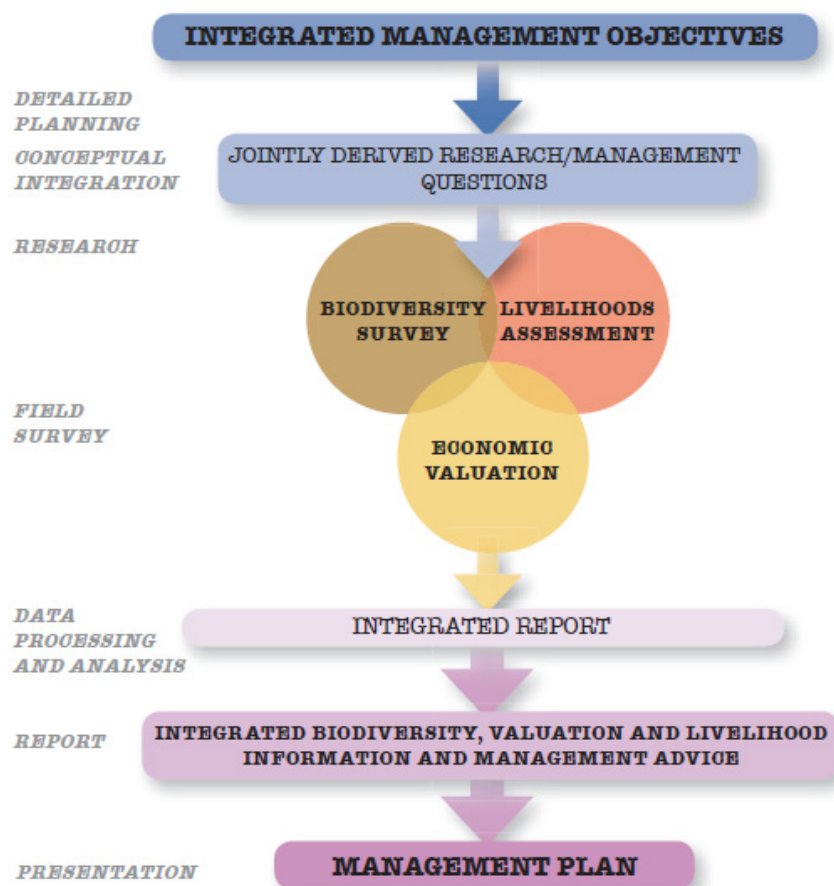 INTEGRATED MANAGEMENT OBJECTIVES
DETAILED
PLANNING
CONCEPTUAL
INTEGRATION
JOINTLY DERIVED RESEARCH/MANAGEMENT
QUESTIONS
RESEARCH
BIODIVERSITY
SURVEY
LIVELIHOODS
ASSESSMENT
FIELD
SURVEY
ECONOMIC
VALUATION
DATA
PROCESSING
AND ANALYSIS
INTEGRATED REPORT
REPORT
INTEGRATED BIODIVERSITY, VALUATION AND LIVELIHOOD
INFORMATION AND MANAGEMENT ADVICE
PRESENTATION
MANAGEMENT PLAN